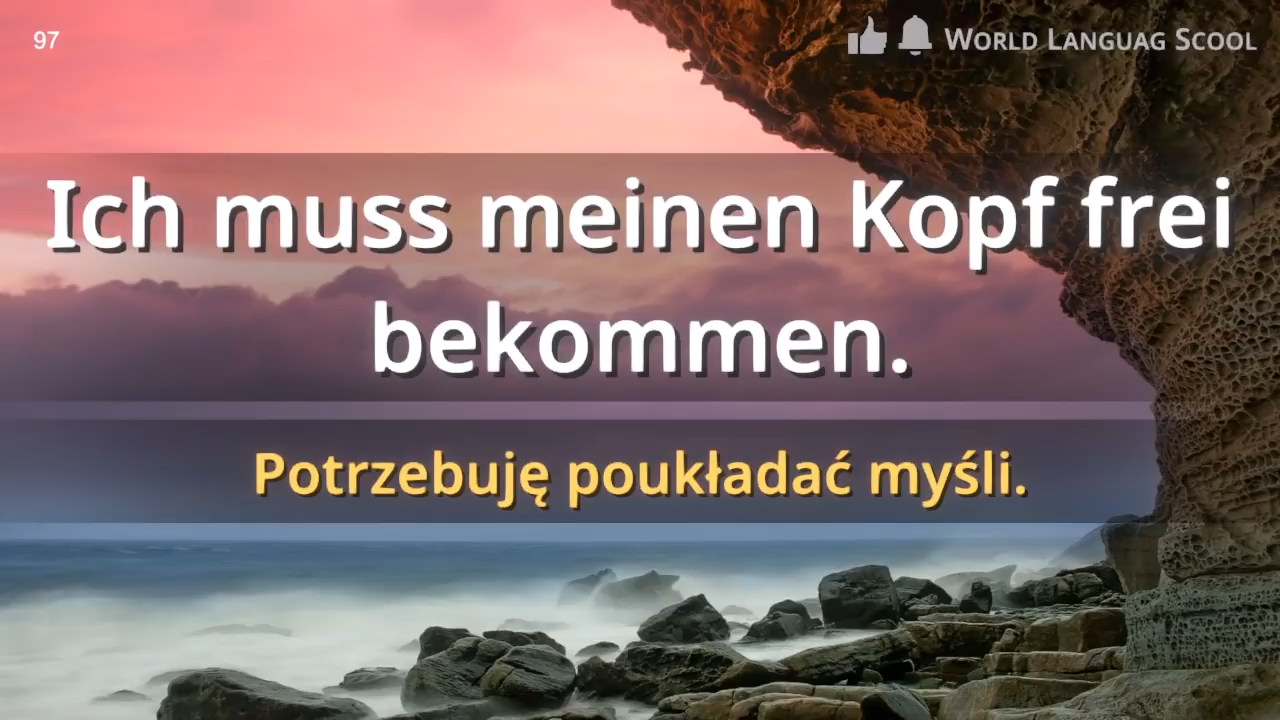 97
World Languag Scool
Ich muss meinen Kopf frei
bekommen.
Potrzebuję poukładać myśli.